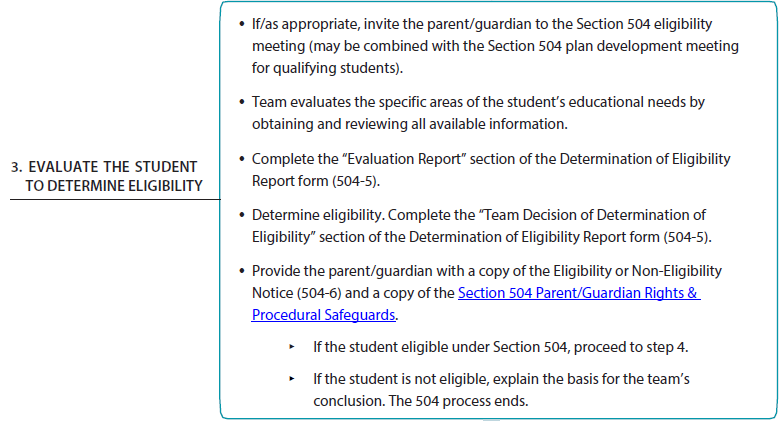 3. EVALUATE THE STUDENT
TO DETERMINE ELIGIBILITY
• If/as appropriate, invite the parent/guardian to the Section 504 eligibility
meeting (may be combined with the Section 504 plan development meeting
for qualifying students).
• Team evaluates the specific areas of the student’s educational needs by
obtaining and reviewing all available information.
• Complete the “Evaluation Report” section of the Determination of Eligibility
Report form (504-5).
• Determine eligibility. Complete the “Team Decision of Determination of
Eligibility” section of the Determination of Eligibility Report form (504-5).
• Provide the parent/guardian with a copy of the Eligibility or Non-Eligibility
Notice (504-6) and a copy of the Section 504 Parent/Guardian Rights &
Procedural Safeguards.
‣ If the student eligible under Section 504, proceed to step 4.
‣ If the student is not eligible, explain the basis for the team’s
conclusion. The 504 process ends.